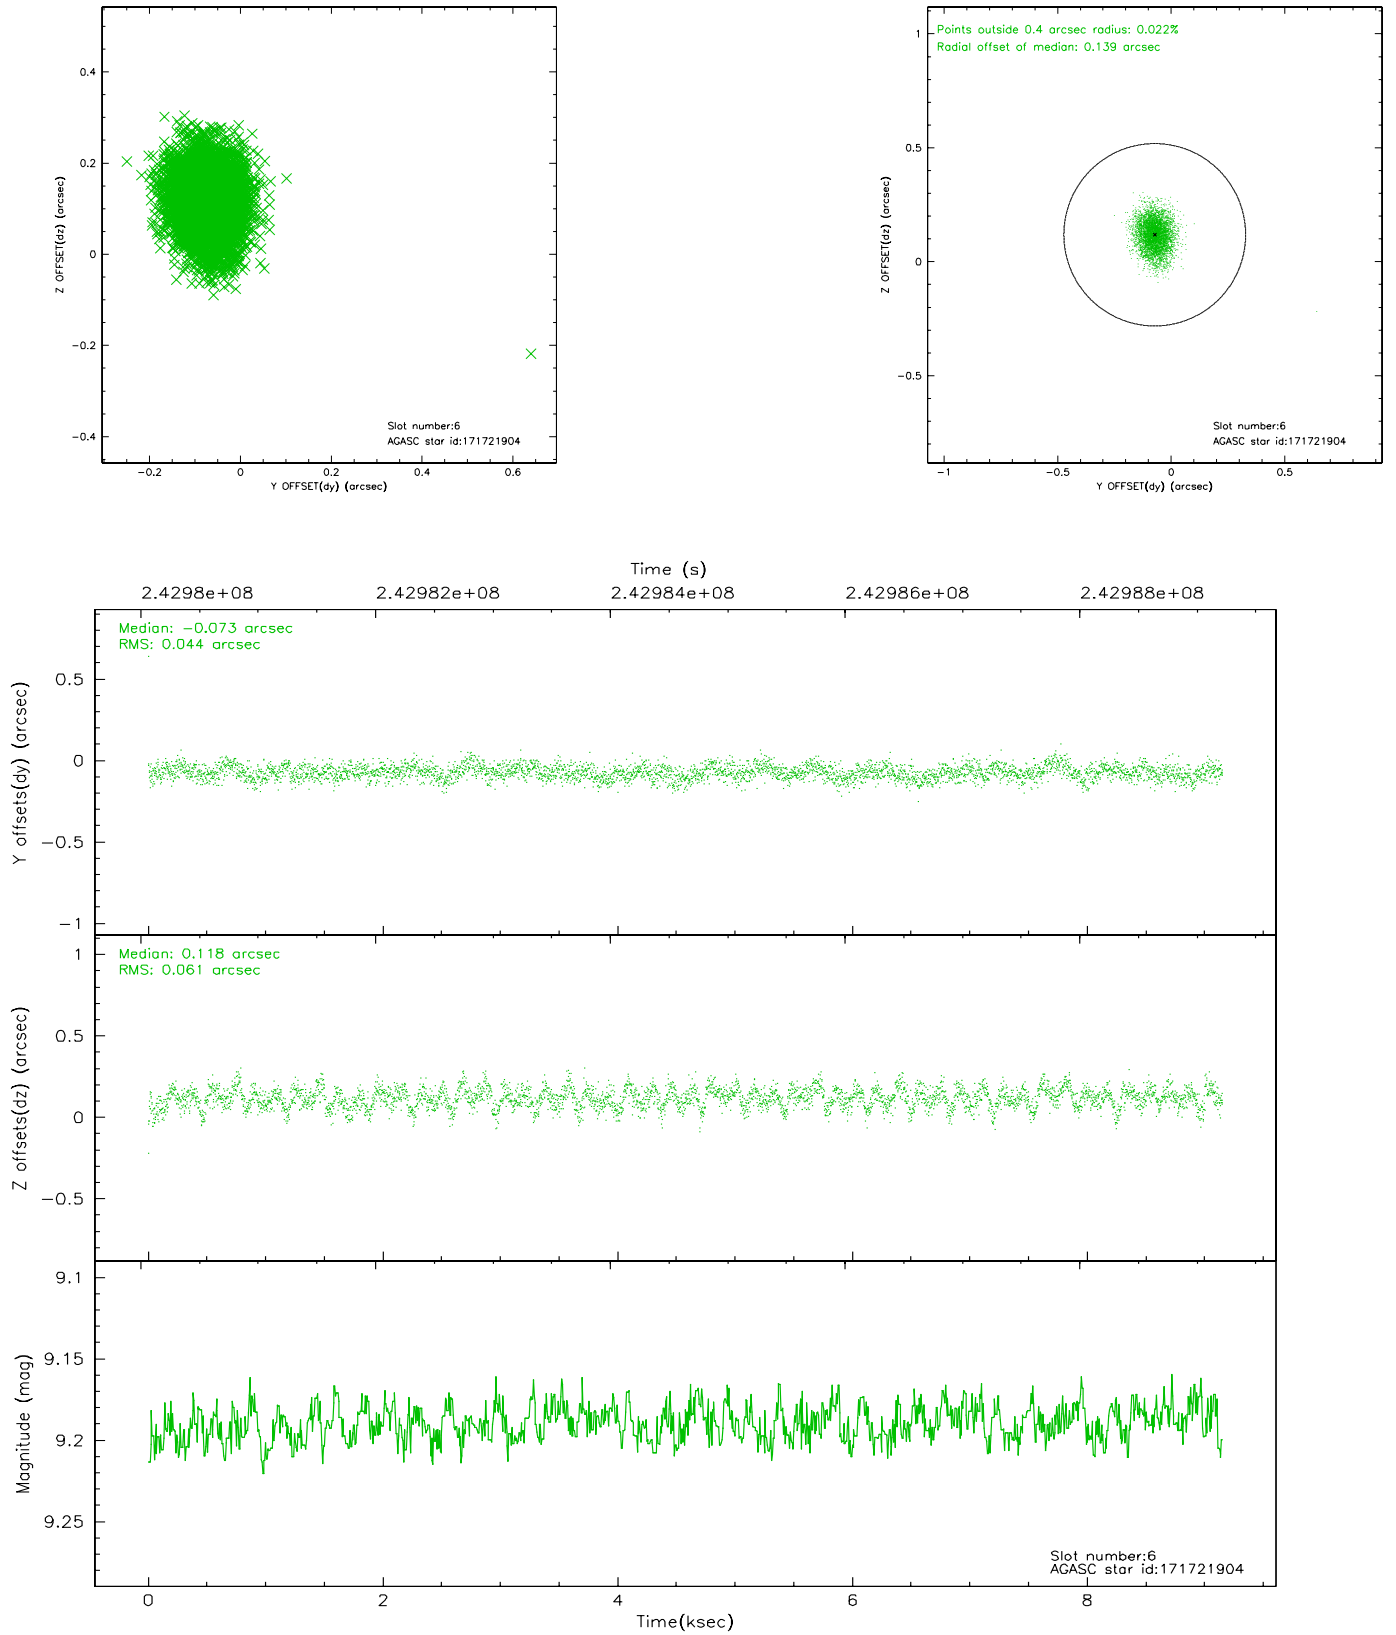 0.4
0.2
0
−0.2
−0.4
Z OFFSET(dz) (arcsec)
Slot number:6
AGASC star id:171721904
−0.2 0 0.2 0.4 0.6
Y OFFSET(dy) (arcsec)
Points outside 0.4 arcsec radius: 0.022%
Radial offset of median: 0.139 arcsec
1
0.5
0
−0.5
Z OFFSET(dz) (arcsec)
Slot number:6
AGASC star id:171721904
−1 −0.5 0 0.5
Y OFFSET(dy) (arcsec)
Time (s)
2.4298e+08 2.42982e+08 2.42984e+08 2.42986e+08 2.42988e+08
Median: −0.073 arcsec
RMS: 0.044 arcsec
0.5
0
−0.5
−1
Y offsets(dy) (arcsec)
Median: 0.118 arcsec
RMS: 0.061 arcsec
1
0.5
0
−0.5
Z offsets(dz) (arcsec)
9.1
9.15
9.2
9.25
Magnitude (mag)
Slot number:6
AGASC star id:171721904
0 2 4 6 8
Time(ksec)